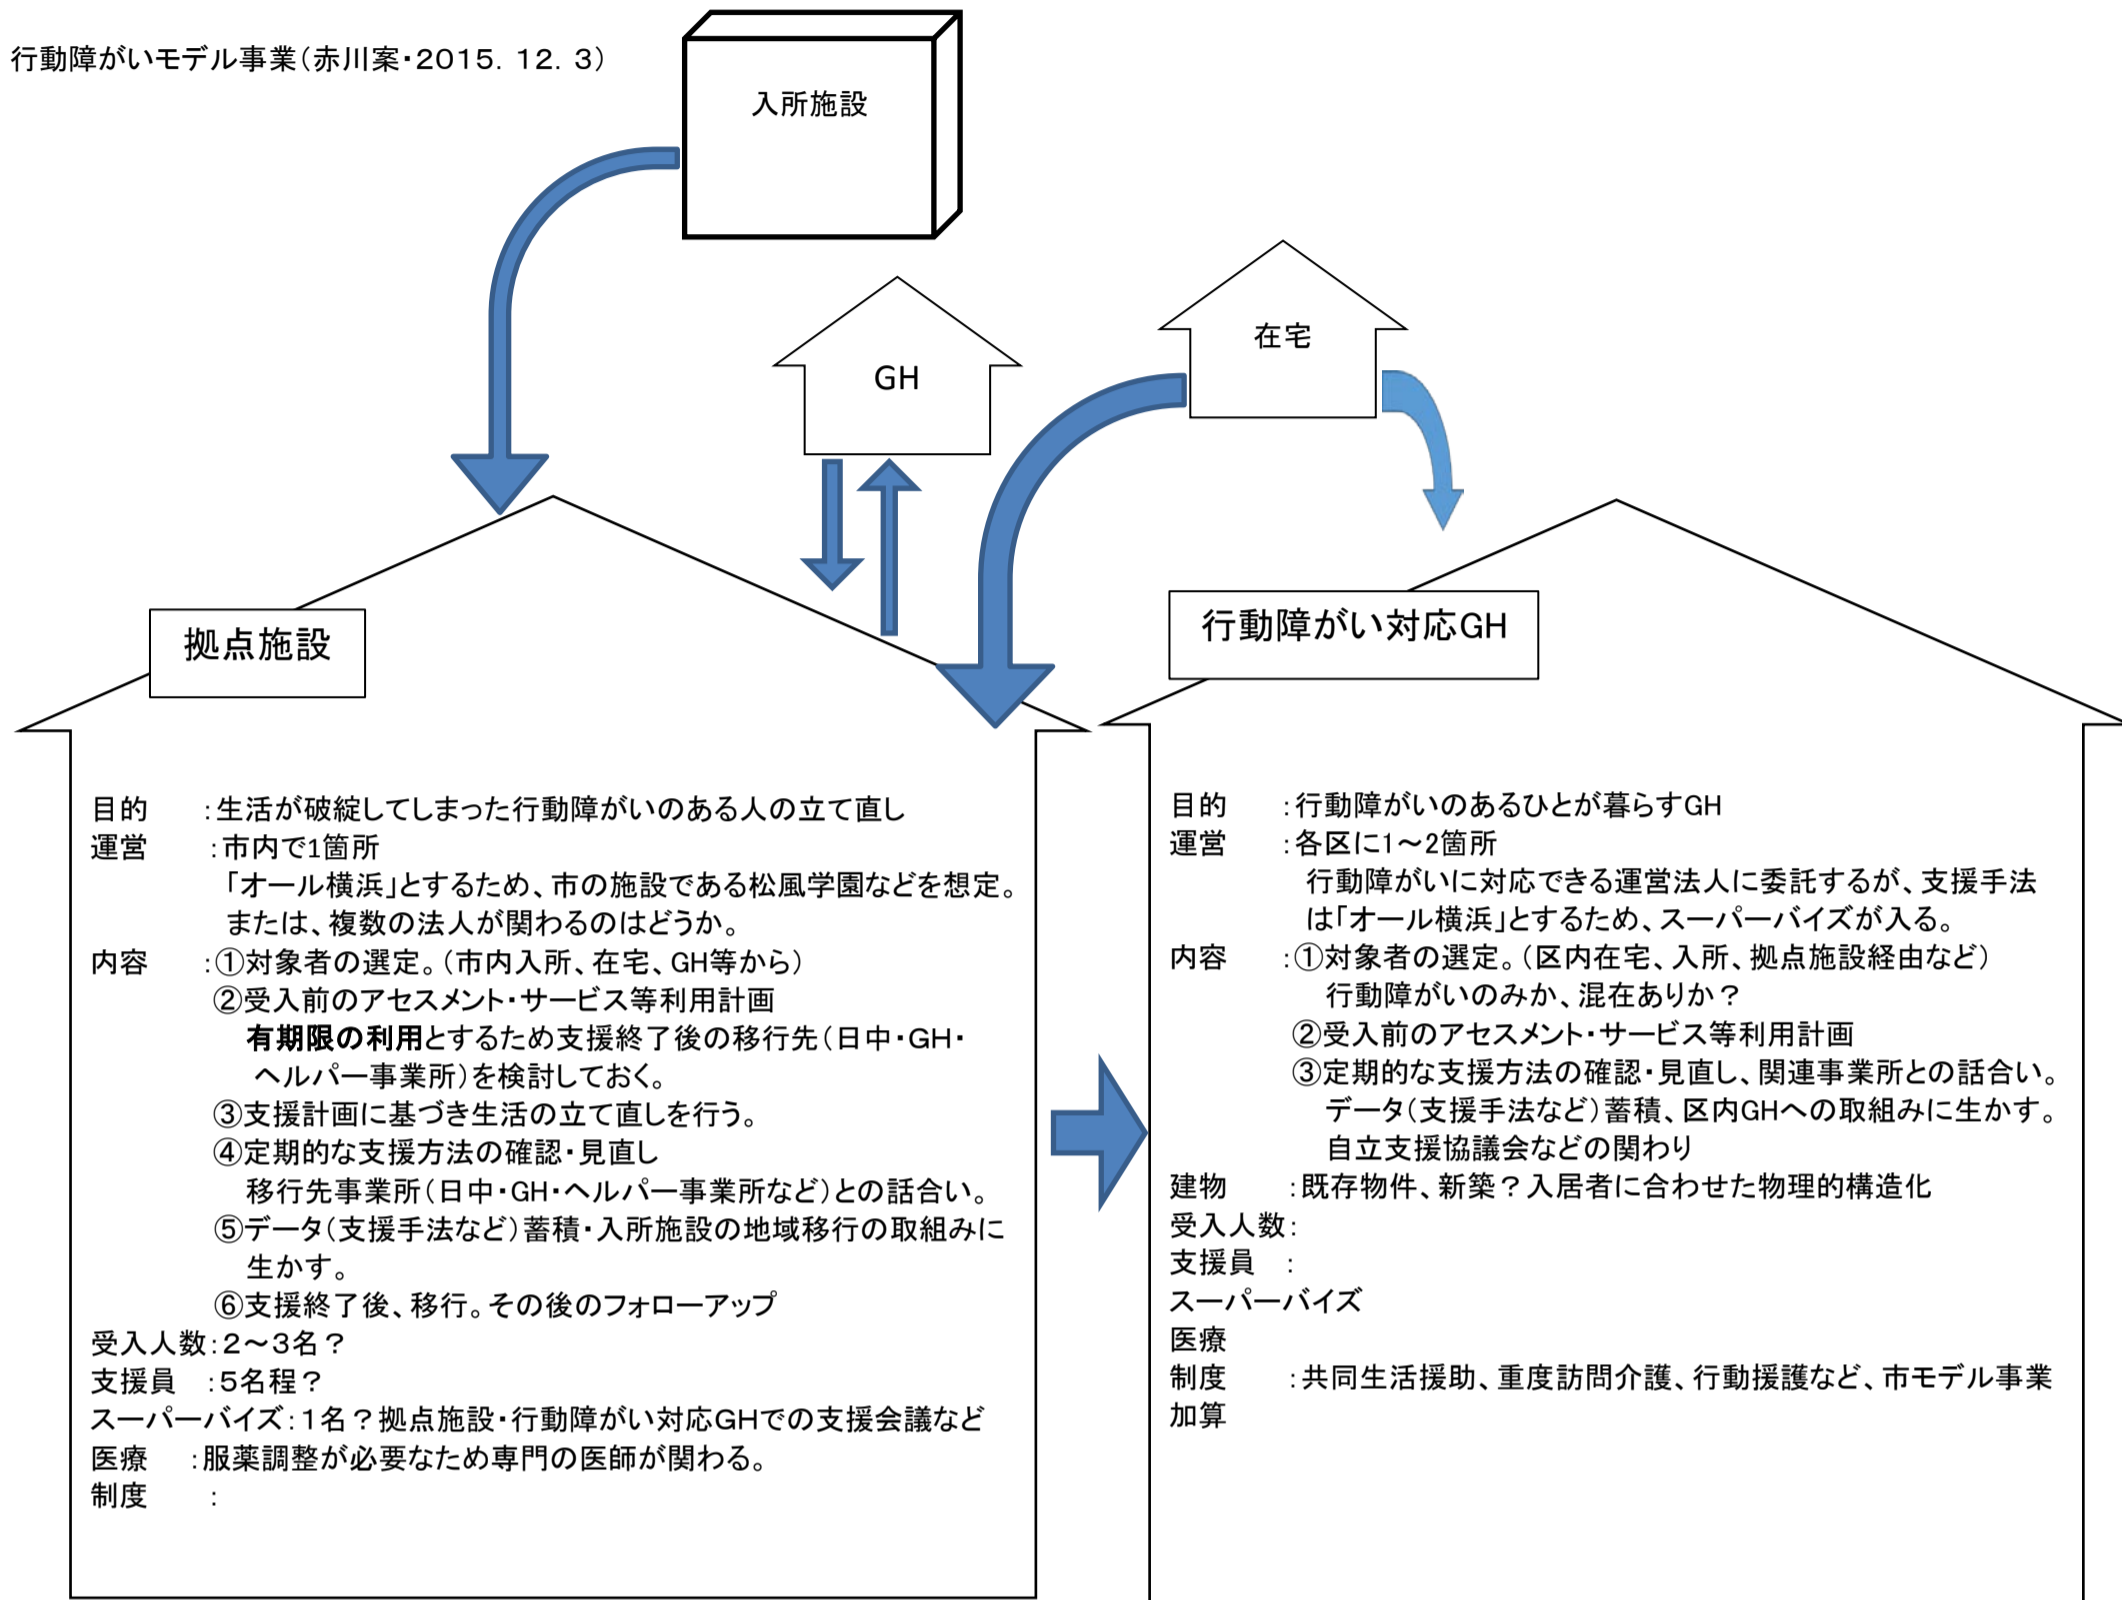 行動障がいモデル事業（赤川案・2015．12．3）
入所施設
GH
在宅
拠点施設
目的　　：生活が破綻してしまった行動障がいのある人の立て直し
運営　　：市内で1箇所
「オール横浜」とするため、市の施設である松風学園などを想定。
または、複数の法人が関わるのはどうか。
内容　　：①対象者の選定。（市内入所、在宅、GH等から）
②受入前のアセスメント・サービス等利用計画
有期限の利用とするため支援終了後の移行先（日中・GH・
ヘルパー事業所）を検討しておく。
③支援計画に基づき生活の立て直しを行う。
④定期的な支援方法の確認・見直し
移行先事業所（日中・GH・ヘルパー事業所など）との話合い。
⑤データ（支援手法など）蓄積・入所施設の地域移行の取組みに
生かす。
⑥支援終了後、移行。その後のフォローアップ
受入人数：２～３名？
支援員　：５名程？
スーパーバイズ：１名？拠点施設・行動障がい対応GHでの支援会議など
医療　：服薬調整が必要なため専門の医師が関わる。
制度　　：
行動障がい対応GH
目的　　：行動障がいのあるひとが暮らすGH
運営　　：各区に1～2箇所
行動障がいに対応できる運営法人に委託するが、支援手法
は「オール横浜」とするため、スーパーバイズが入る。
内容　　：①対象者の選定。（区内在宅、入所、拠点施設経由など）
行動障がいのみか、混在ありか？
②受入前のアセスメント・サービス等利用計画
③定期的な支援方法の確認・見直し、関連事業所との話合い。
データ（支援手法など）蓄積、区内GHへの取組みに生かす。
自立支援協議会などの関わり
建物　　：既存物件、新築？入居者に合わせた物理的構造化
受入人数：
支援員　：
スーパーバイズ
医療
制度　　：共同生活援助、重度訪問介護、行動援護など、市モデル事業
加算